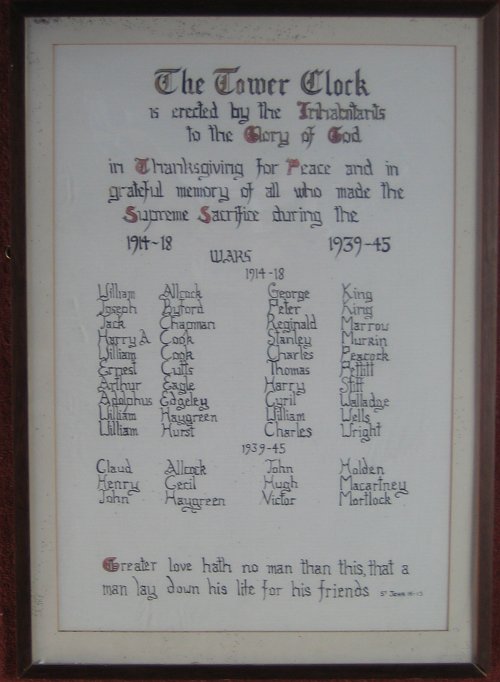 The Tower Clock
is erected by the Inhabitants
to the Glory of God
in Thanksgiving for Peace and in
grateful memory of all who made the
Supreme Sacrifice during the
1914-18 1939-45
WARS
1914-18
William Allcock George King
Joseph Byford Peter King
Jack Chapman Reginald Marrow
Harry A Cook Stanley Murkin
William Cook Charles Peacock
Ernest Cutts Thomas Pettitt
Arthur Eagle Harry Stiff
Adolphus Edgeley Cyril Walladge
William Haygreen William Wells
William Hurst Charles Wright
1939-45
Claud Allcock John Holden
Henry Cecil Hugh Macartney
John Haygreen Victor Mortlock
Greater love hath no man than this, that a
man lay down his life for his friends St John